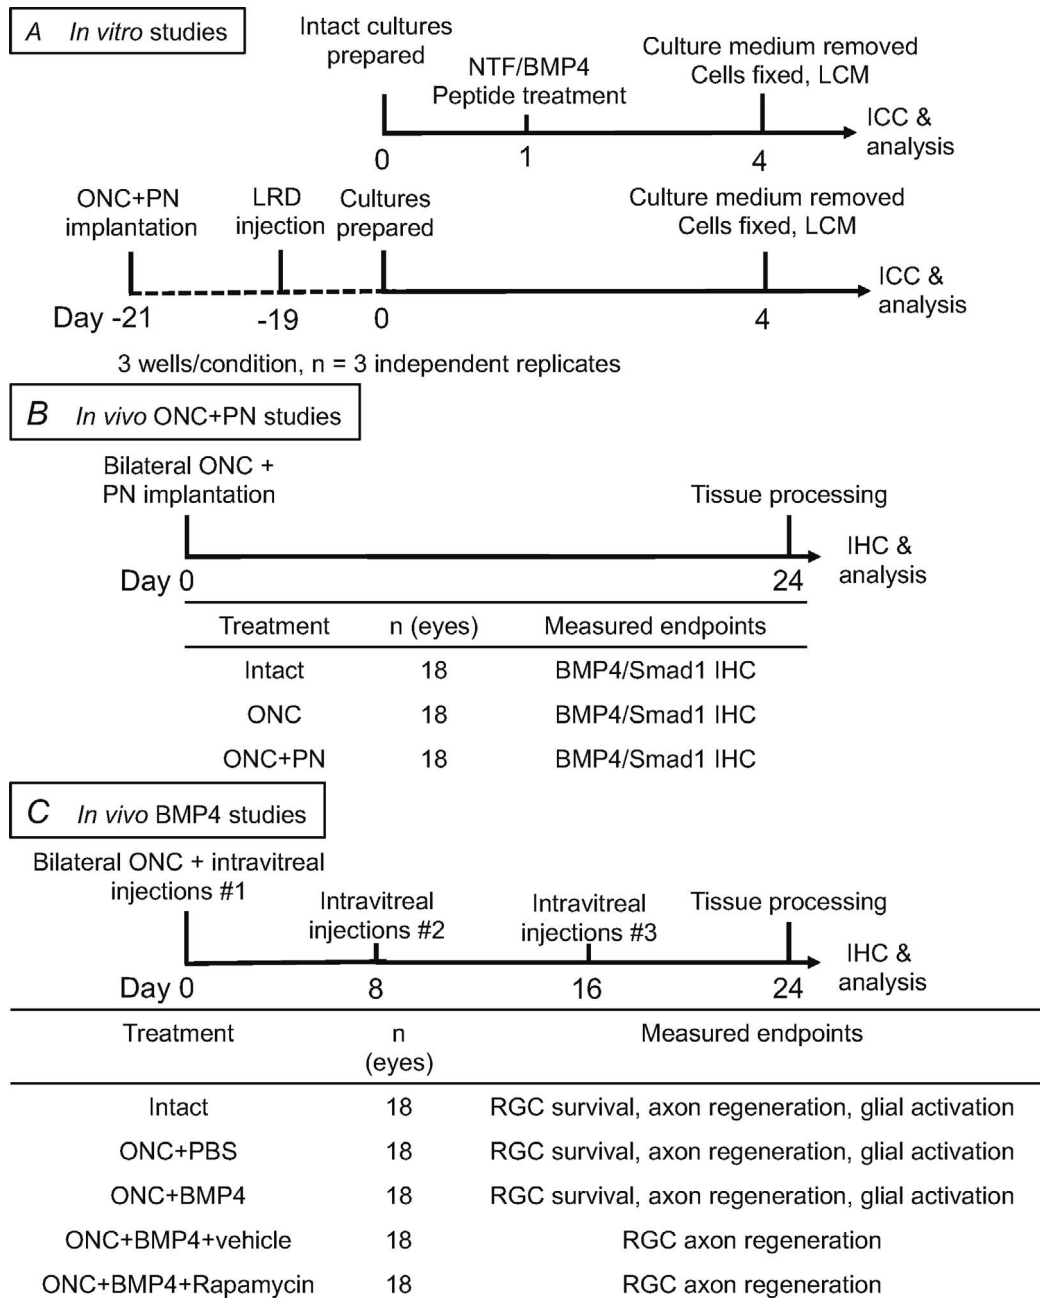 A In vitro studies
Intact cultures
prepared
NTF/BMP4
Peptide treatment
Culture medium removed
Cells fixed, LCM
ICC &
analysis
0
1
4
ONC+PN
implantation
LRD
injection
Cultures
prepared
Culture medium removed
Cells fixed, LCM
ICC &
analysis
Day -21
-19
0
4
3 wells/condition, n = 3 independent replicates
B In vivo ONC+PN studies
Bilateral ONC +
PN implantation
Tissue processing
IHC &
analysis
Day 0
24
Treatment n (eyes) Measured endpoints
Intact 18 BMP4/Smad1 IHC
ONC 18 BMP4/Smad1 IHC
ONC+PN 18 BMP4/Smad1 IHC
C In vivo BMP4 studies
Bilateral ONC + intravitreal
injections #1
Intravitreal
injections #2
Intravitreal
injections #3
Tissue processing
IHC &
analysis
Day 0
8
16
24
Treatment n Measured endpoints
(eyes)
Intact 18 RGC survival, axon regeneration, glial activation
ONC+PBS 18 RGC survival, axon regeneration, glial activation
ONC+BMP4 18 RGC survival, axon regeneration, glial activation
ONC+BMP4+vehicle 18 RGC axon regeneration
ONC+BMP4+Rapamycin 18 RGC axon regeneration